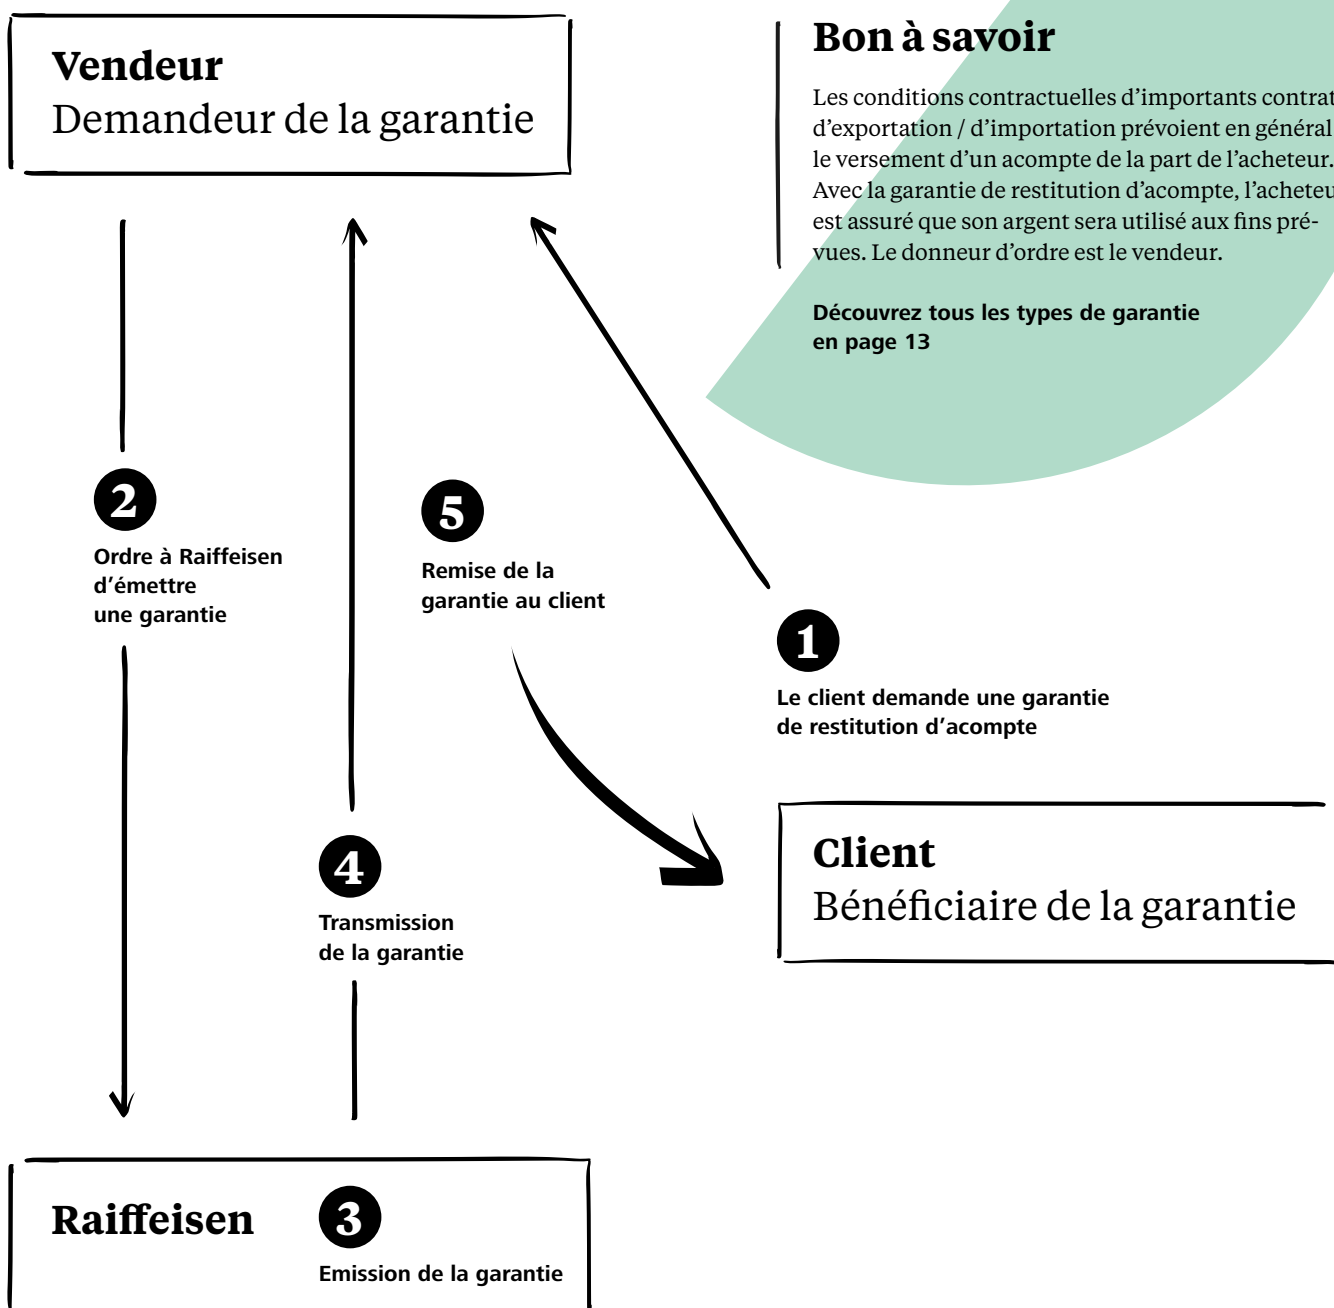 Vendeur
Demandeur de la garantie
Bon à savoir
Les conditions contractuelles d’importants contrat
d’exportation / d’importation prévoient en général
le versement d’un acompte de la part de l’acheteur.
Avec la garantie de restitution d’acompte, l’acheteu
est assuré que son argent sera utilisé aux fins pré-
vues. Le donneur d’ordre est le vendeur.
Découvrez tous les types de garantie
en page 13
2
Ordre à Raiffeisen
d’émettre
une garantie
5
Remise de la
garantie au client
1
Le client demande une garantie
de restitution d’acompte
4
Transmission
de la garantie
Client
Bénéficiaire de la garantie
Raiffeisen
3
Emission de la garantie